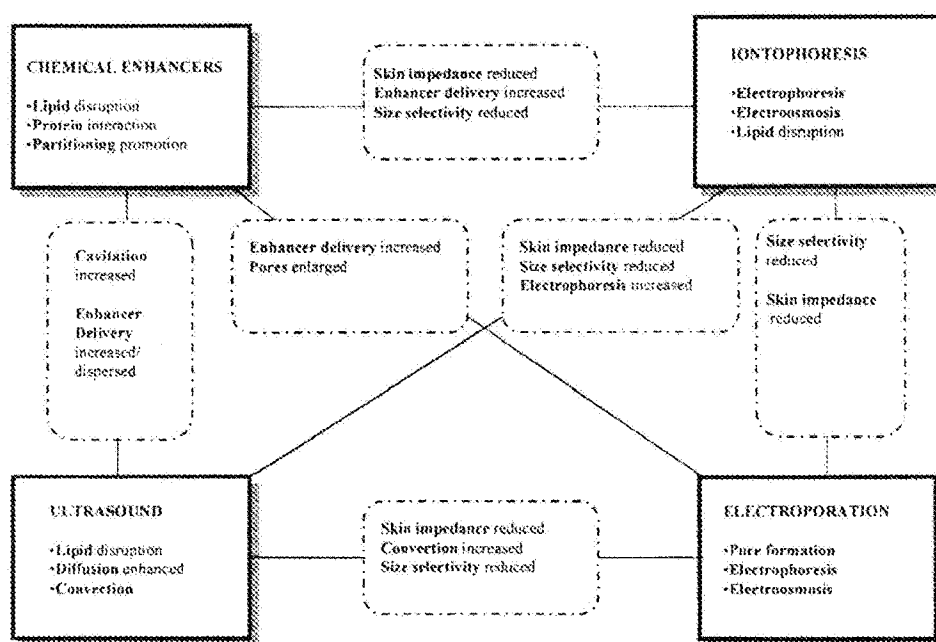 CHEMICAL ENHANCERS
•Lipid disruption
•Protein interaction
•Partitioning promotion
Skin impedance reduced
Enhancer delivery increased
Size selectivity reduced
IONTOPHORESIS
•Electrophoresis
•Electroosmosis
•Lipid disruption
Cavitation
increased
Enhancer
Delivery
increased/
dispersed
Enhancer delivery increased
Pores enlarged
Skin impedance reduced
Size selectivity reduced
Electrophoresis increased
Size selectivity
reduced
Skin impedance
reduced
ULTRASOUND
•Lipid disruption
•Diffusion enhanced
•Convection
Skin impedance reduced
Convection increased
Size selectivity reduced
ELECTROPORATION
•Pore formation
•Electrophoresis
•Electroosmosis